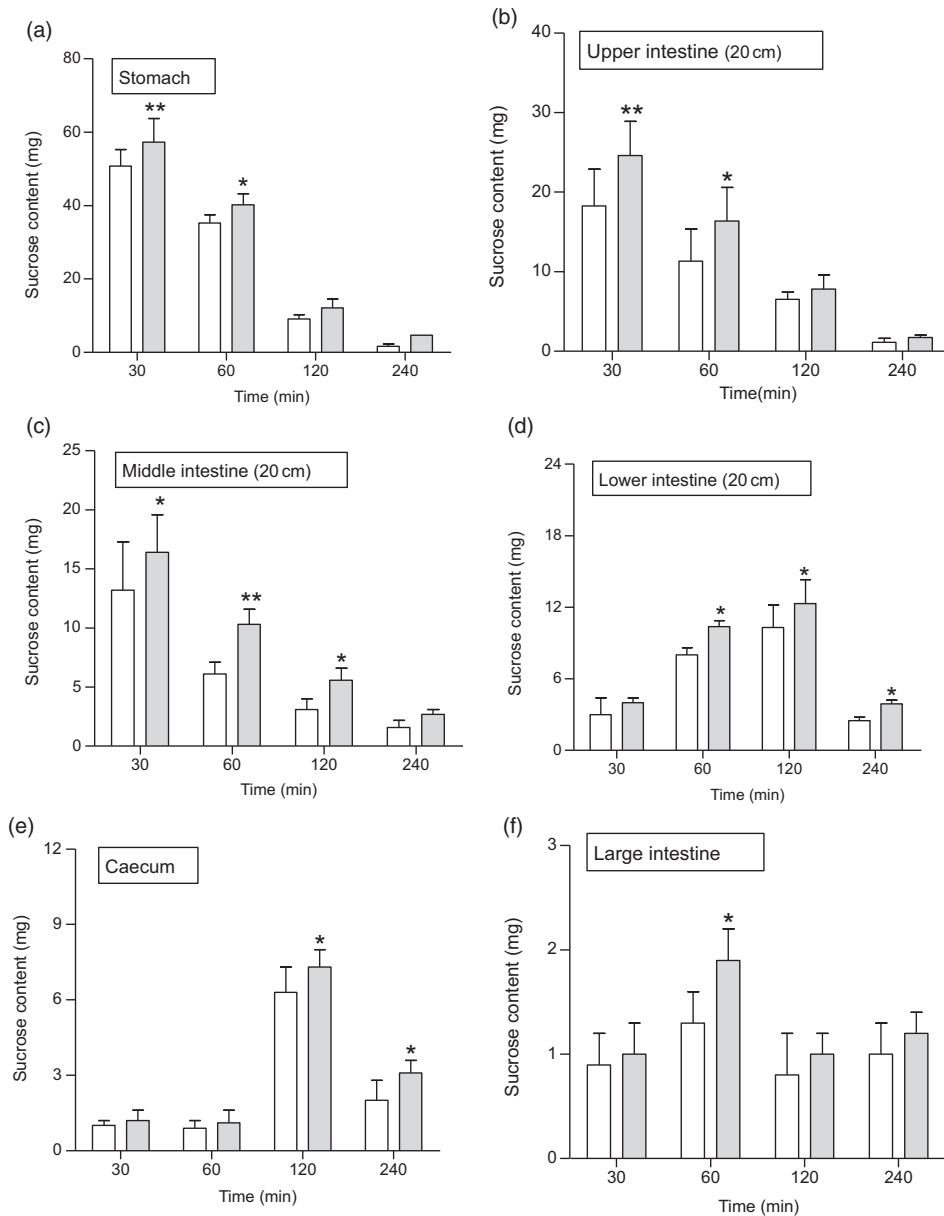 (a)
Stomach
Sucrose content (mg)
80
60
40
20
0
**
*
30 60 120 240
Time (min)
(b)
Upper intestine (20 cm)
Sucrose content (mg)
40
30
20
10
0
**
*
30 60 120 240
Time(min)
(c)
Middle intestine (20 cm)
Sucrose content (mg)
25
20
15
10
5
0
*
**
*
30 60 120 240
Time (min)
(d)
Lower intestine (20 cm)
Sucrose content (mg)
24
18
12
6
0
*
*
*
30 60 120 240
Time (min)
(e)
Caecum
Sucrose content (mg)
12
9
6
3
0
*
*
30 60 120 240
Time (min)
(f)
Large intestine
Sucrose content (mg)
3
2
1
0
*
30 60 120 240
Time (min)